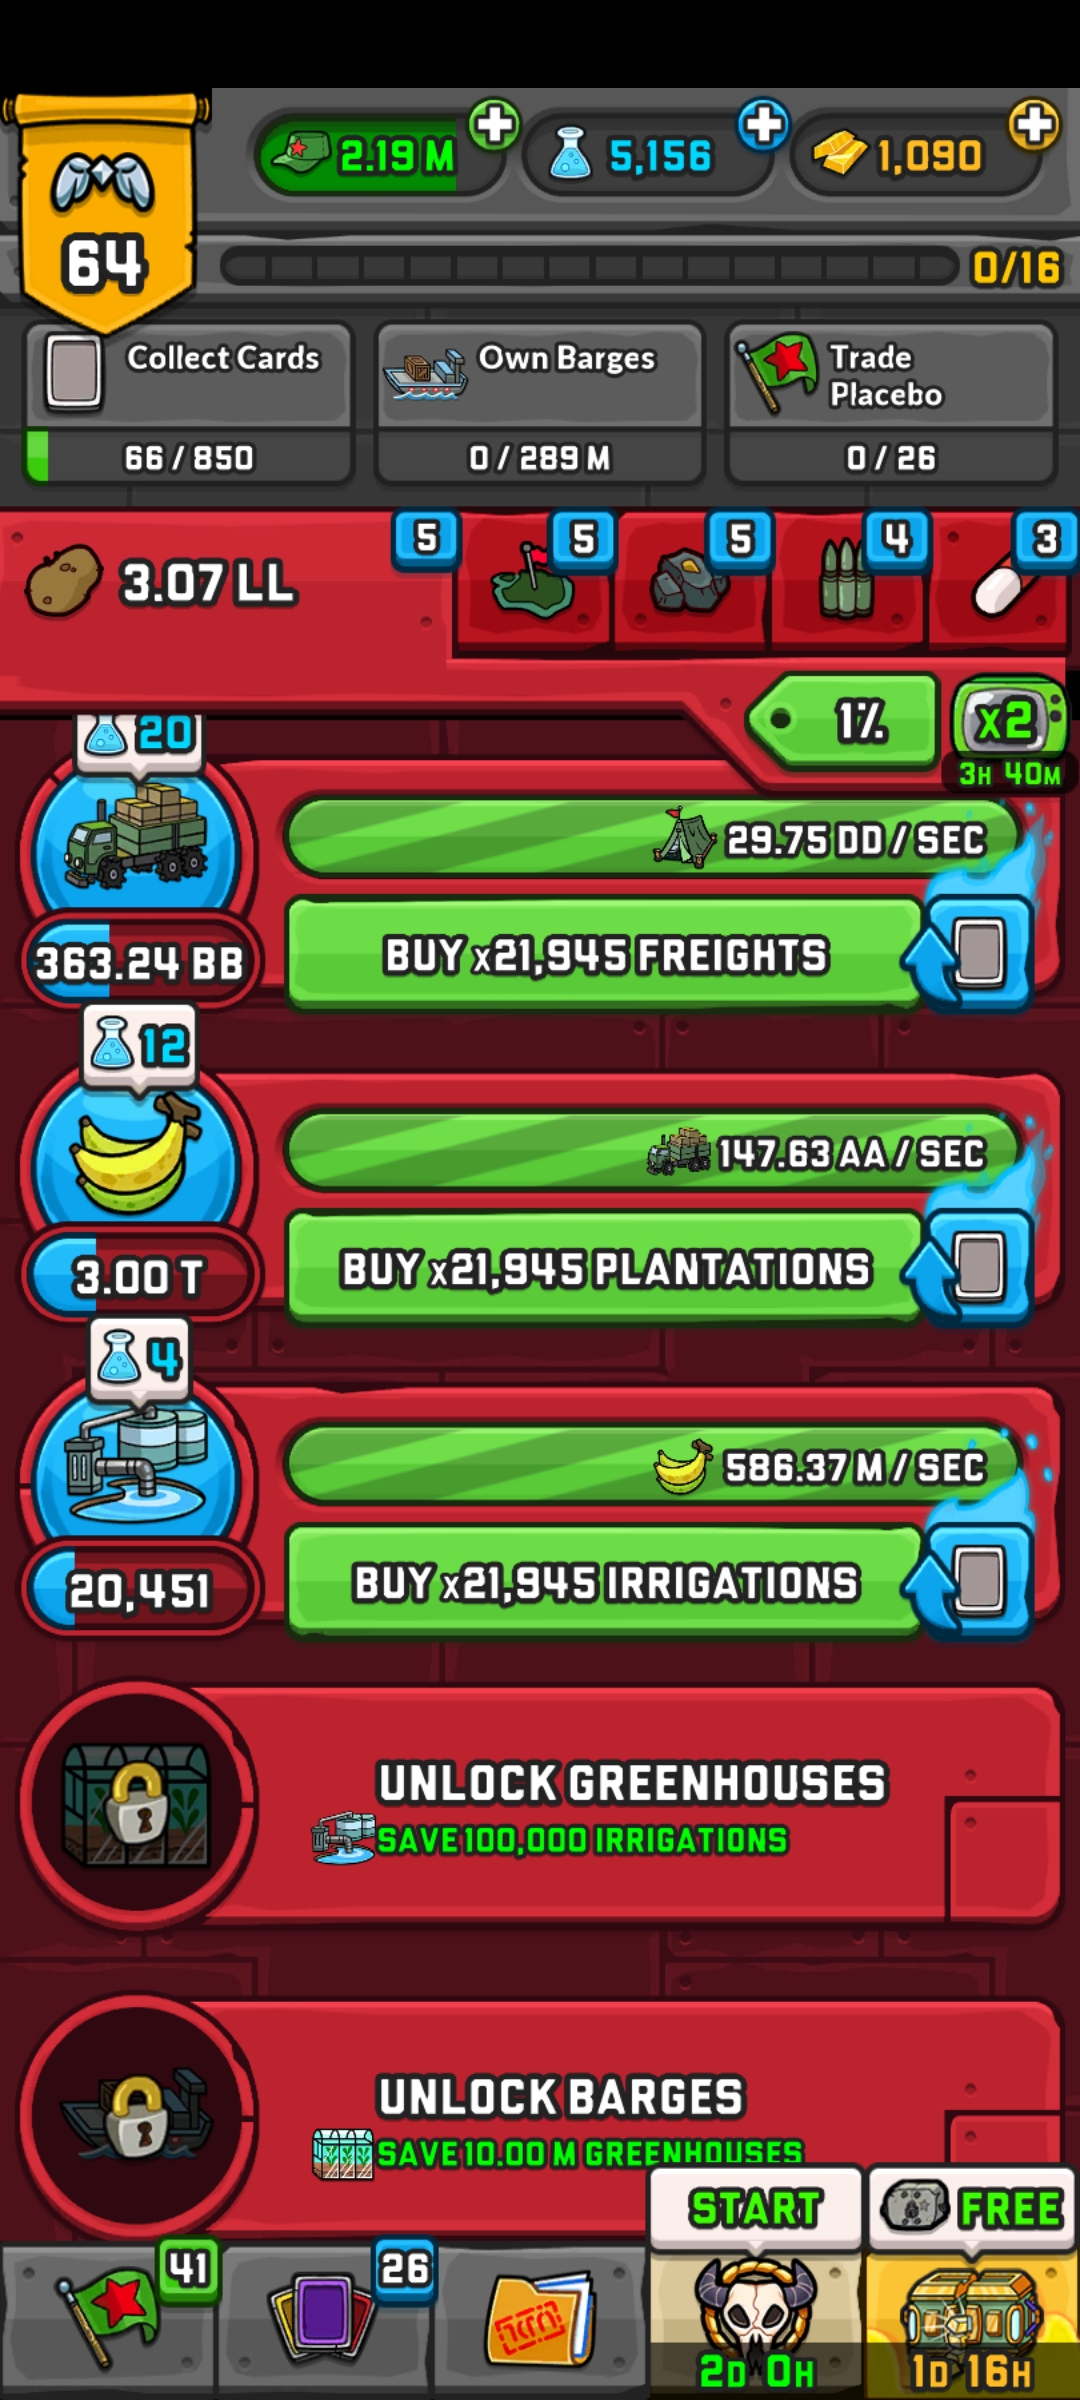 64
2.19 M
5,156
1,090
0/16
Collect Cards
66 / 850
Own Barges
0 / 289 M
Trade
Placebo
0 / 26
3.07 LL
5
5
5
4
3
1%
x2
3H 40M
20
29.75 DD / SEC
363.24 BB
BUY x21,945 FREIGHTS
12
147.63 AA / SEC
3.00 T
BUY x21,945 PLANTATIONS
4
586.37 M / SEC
20,451
BUY x21,945 IRRIGATIONS
UNLOCK GREENHOUSES
SAVE 100,000 IRRIGATIONS
UNLOCK BARGES
SAVE 10.00 M GREENHOUSES
START
FREE
41
26
2D 0H
1D 16H